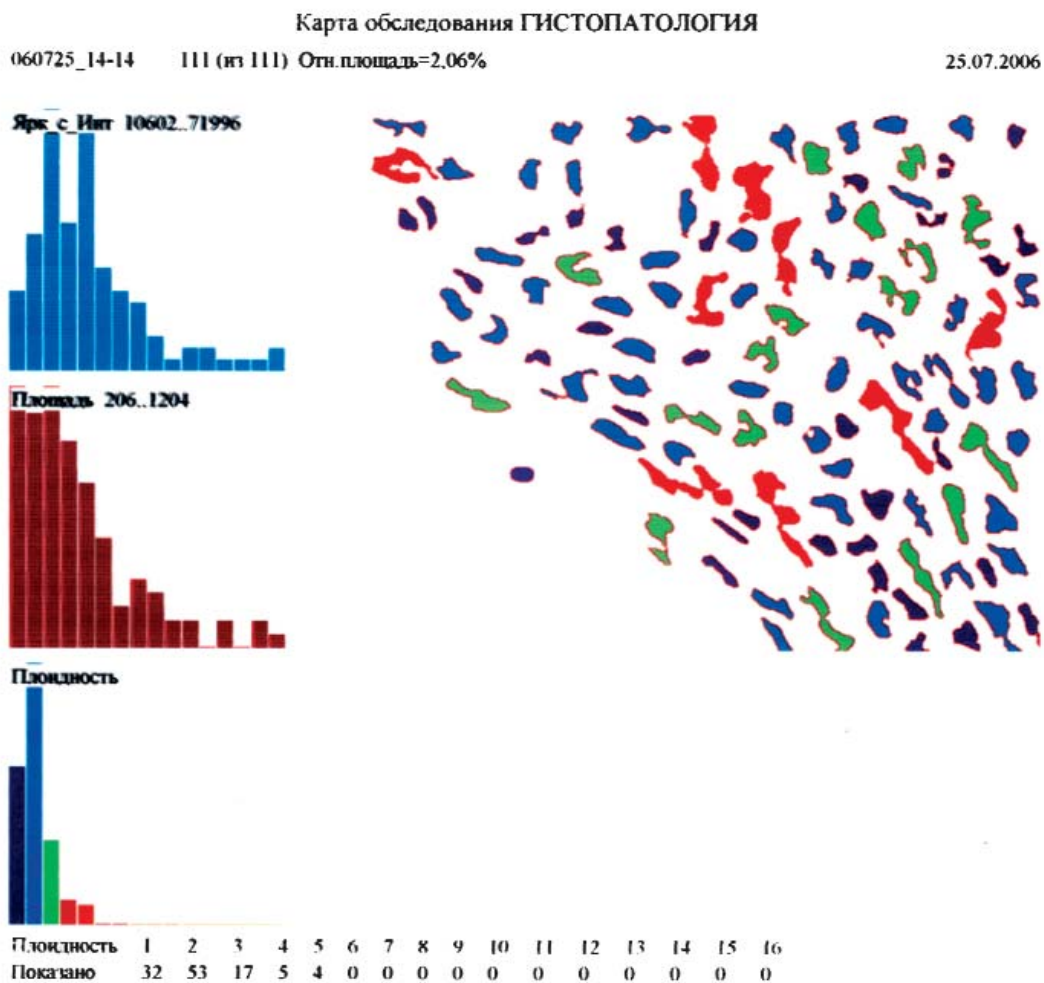 Карта обследования ГИСТОПАТОЛОГИЯ
060725_14-14 111 (из 111) Отн.площадь=2,06% 25.07.2006
Ярк_с_Инт 10602..71996
Площадь 206..1204
Плоидность
Плоидность 1 2 3 4 5 6 7 8 9 10 11 12 13 14 15 16
Показано 32 53 17 5 4 0 0 0 0 0 0 0 0 0 0 0